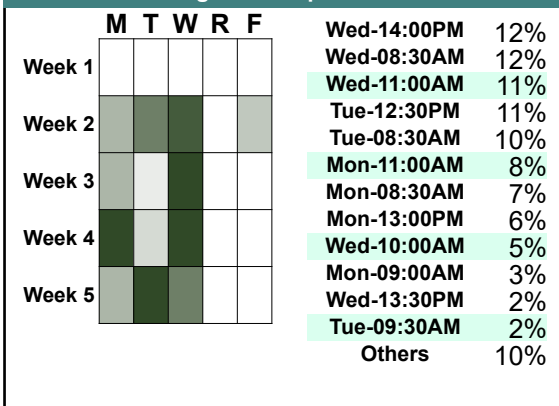 M T W R F
Week 1
Week 2
Week 3
Week 4
Week 5
Wed-14:00PM 12%
Wed-08:30AM 12%
Wed-11:00AM 11%
Tue-12:30PM 11%
Tue-08:30AM 10%
Mon-11:00AM 8%
Mon-08:30AM 7%
Mon-13:00PM 6%
Wed-10:00AM 5%
Mon-09:00AM 3%
Wed-13:30PM 2%
Tue-09:30AM 2%
Others 10%